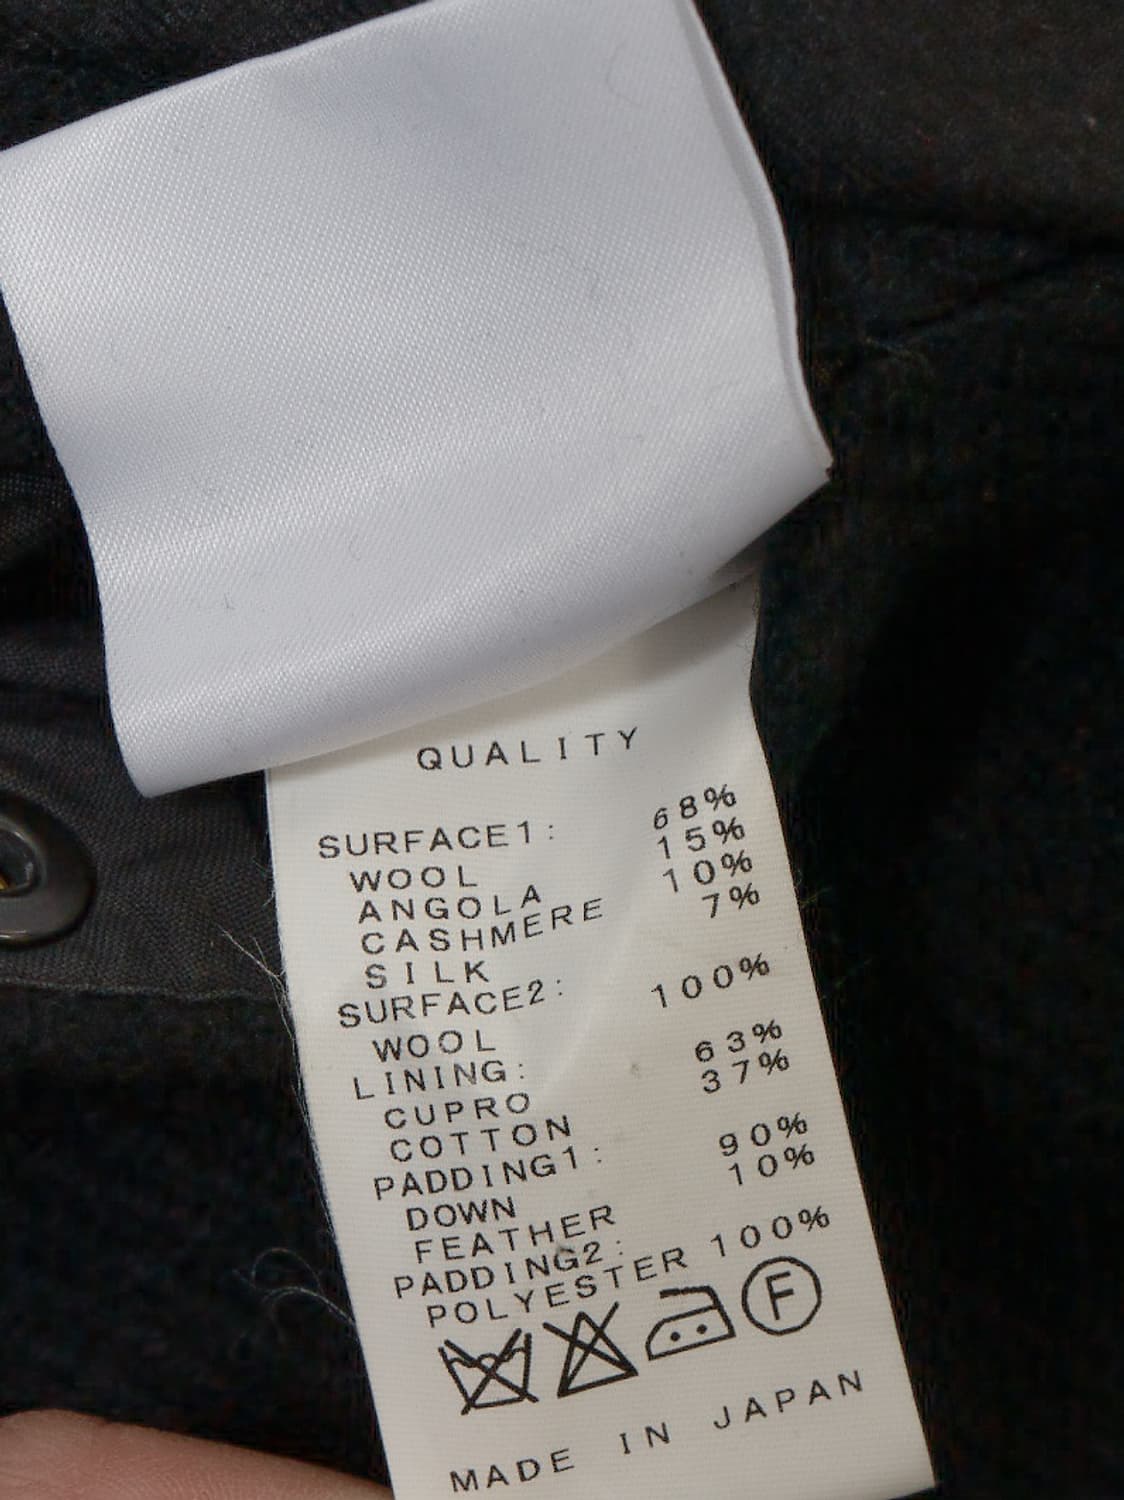 QUALITY
SURFACE1:
WOOL 68%
ANGOLA 15%
CASHMERE 10%
SILK 7%
SURFACE2:
WOOL 100%
LINING:
CUPRO 63%
COTTON 37%
PADDING1:
DOWN 90%
FEATHER 10%
PADDING2:
POLYESTER 100%
F
MADE IN JAPAN